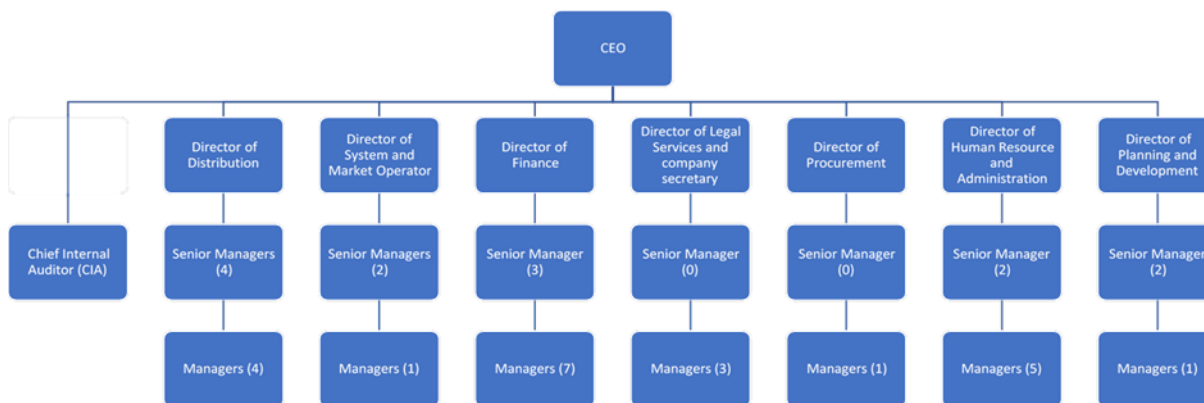 CEO
Director of
Distribution
Director of
System and
Market Operator
Director of
Finance
Director of Legal
Services and
company
secretary
Director of
Procurement
Director of
Human Resource
and
Administration
Director of
Planning and
Development
Chief Internal
Auditor (CIA)
Senior Managers
(4)
Senior Managers
(2)
Senior Manager
(3)
Senior Manager
(0)
Senior Manager
(0)
Senior Manager
(2)
Senior Manager
(2)
Managers (4)
Managers (1)
Managers (7)
Managers (3)
Managers (1)
Managers (5)
Managers (1)